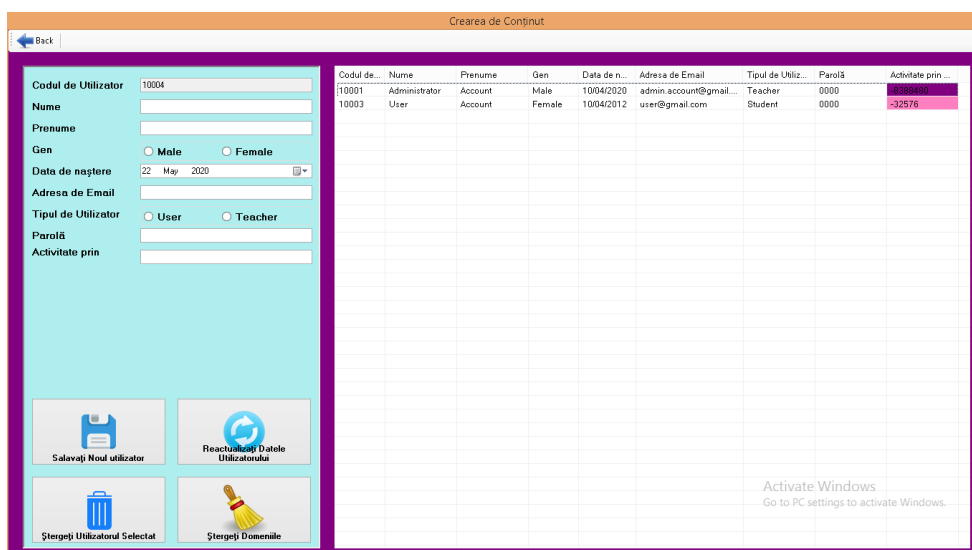 Crearea de Conținut
Back
Codul de Utilizator 10004
Nume
Prenume
Gen Male Female
Data de naștere 22 May 2020
Adresa de Email
Tipul de Utilizator User Teacher
Parolă
Activitate prin
Salavați Noul utilizator
Reactualizați Datele
Utilizatorului
Ștergeți Utilizatorul Selectat
Ștergeți Domeniile
Codul de... Nume Prenume Gen Data de n... Adresa de Email Tipul de Utiliz... Parolă Activitate prin ...
10001 Administrator Account Male 10/04/2020 admin.account@gmail.... Teacher 0000 -8388480
10003 User Account Female 10/04/2012 user@gmail.com Student 0000 -32576
Activate Windows
Go to PC settings to activate Windows.